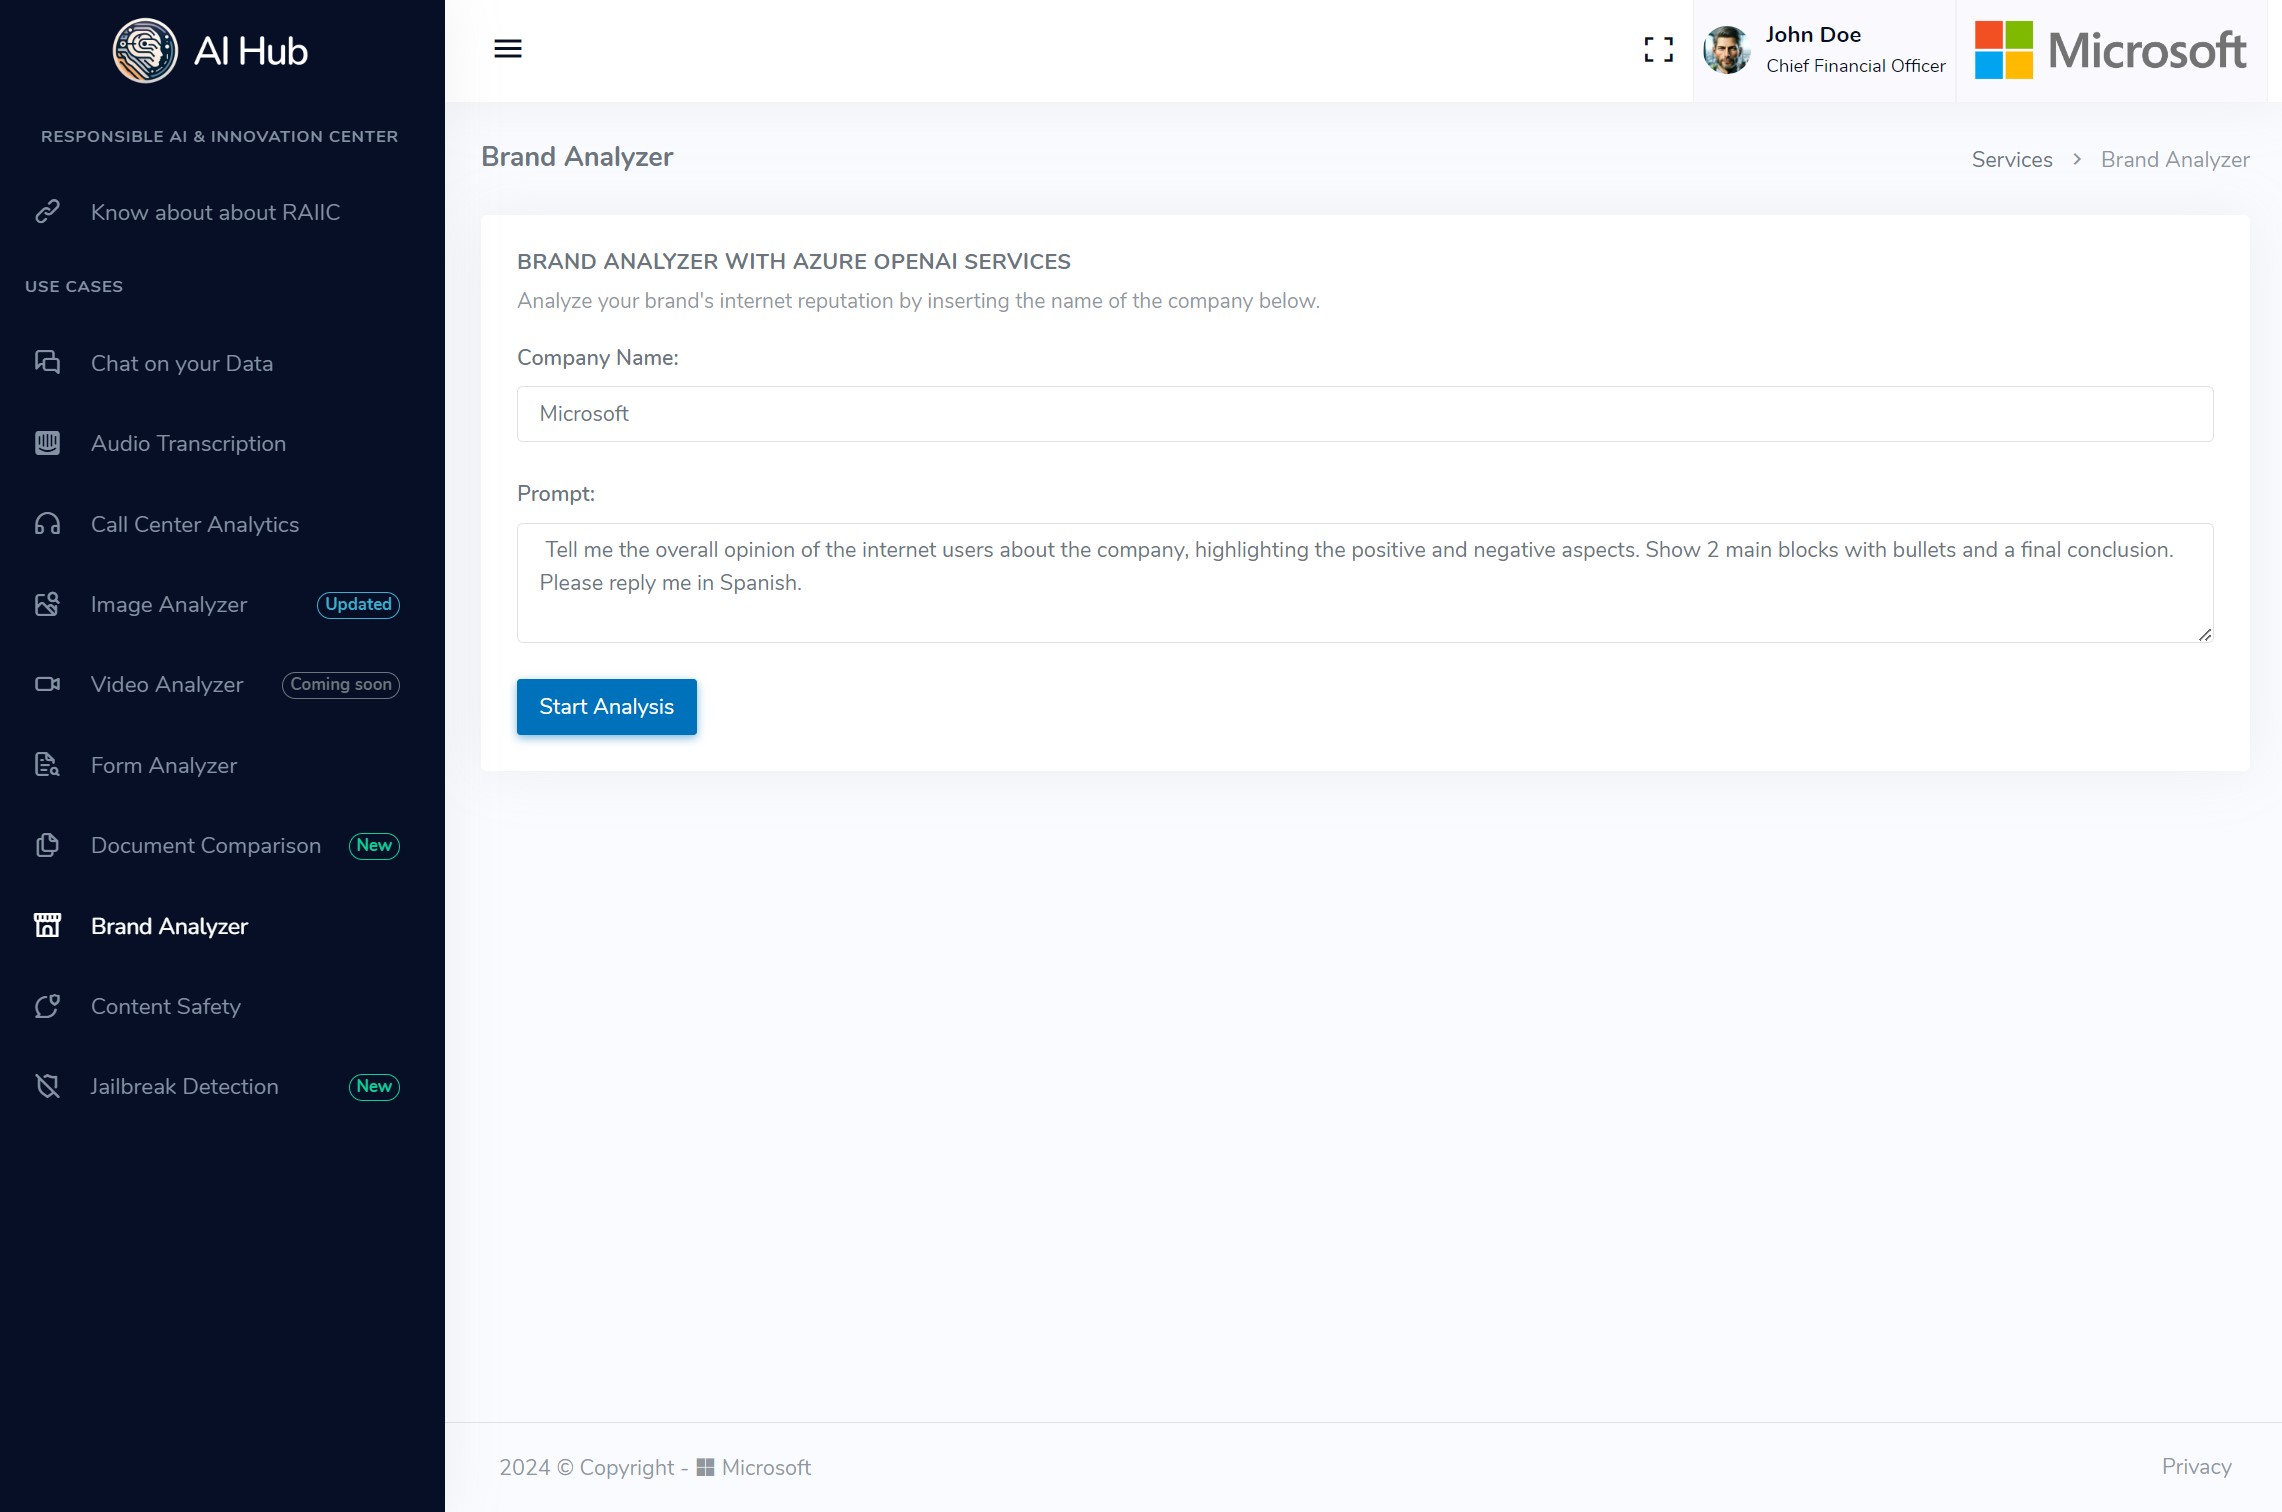 AI Hub
RESPONSIBLE AI & INNOVATION CENTER
Know about about RAIIC
USE CASES
Chat on your Data
Audio Transcription
Call Center Analytics
Image Analyzer Updated
Video Analyzer Coming soon
Form Analyzer
Document Comparison New
Brand Analyzer
Content Safety
Jailbreak Detection New
John Doe
Chief Financial Officer
Microsoft
Brand Analyzer
Services > Brand Analyzer
BRAND ANALYZER WITH AZURE OPENAI SERVICES
Analyze your brand's internet reputation by inserting the name of the company below.
Company Name:
Microsoft
Prompt:
Tell me the overall opinion of the internet users about the company, highlighting the positive and negative aspects. Show 2 main blocks with bullets and a final conclusion.
Please reply me in Spanish.
Start Analysis
2024 © Copyright - Microsoft
Privacy